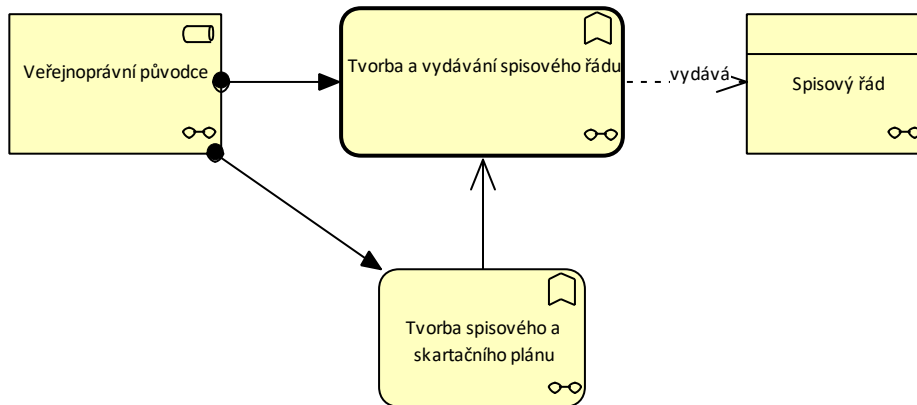 Veřejnoprávní původce
Tvorba a vydávání spisového řádu
vydává
Spisový řád
Tvorba spisového a
skartačního plánu